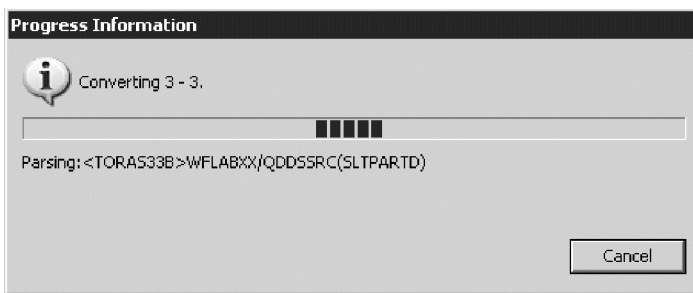 Progress Information
Converting 3 - 3.
Parsing:<TORAS33B>WFLABXX/QDDSSRC(SLTPARTD)
Cancel